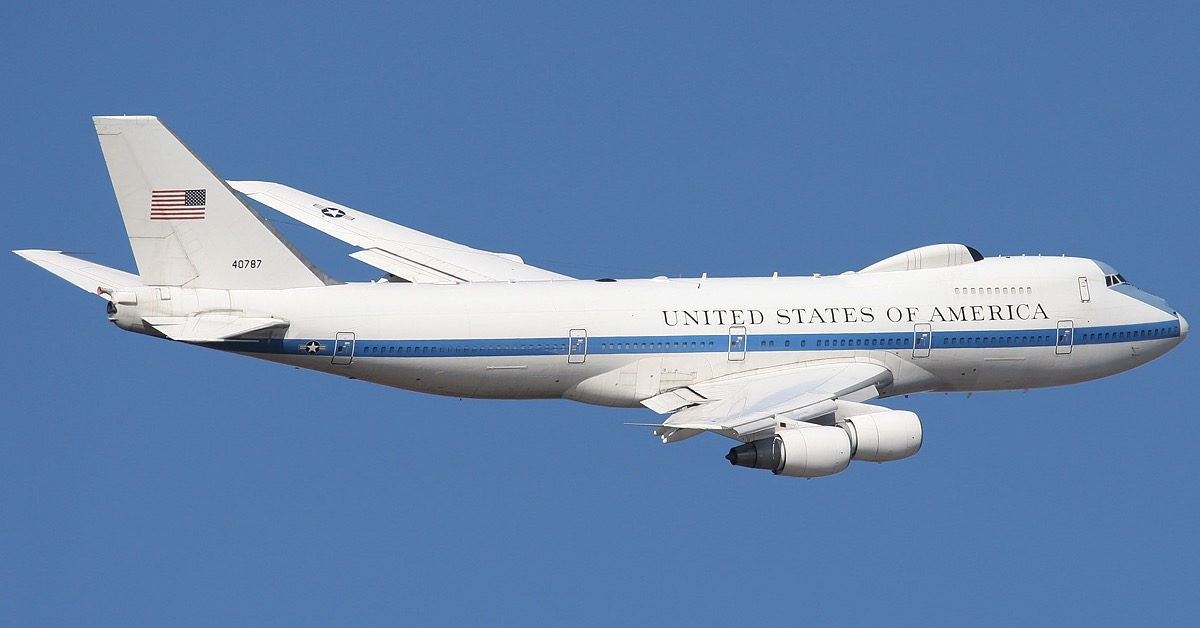 40787
UNITED STATES OF AMERICA